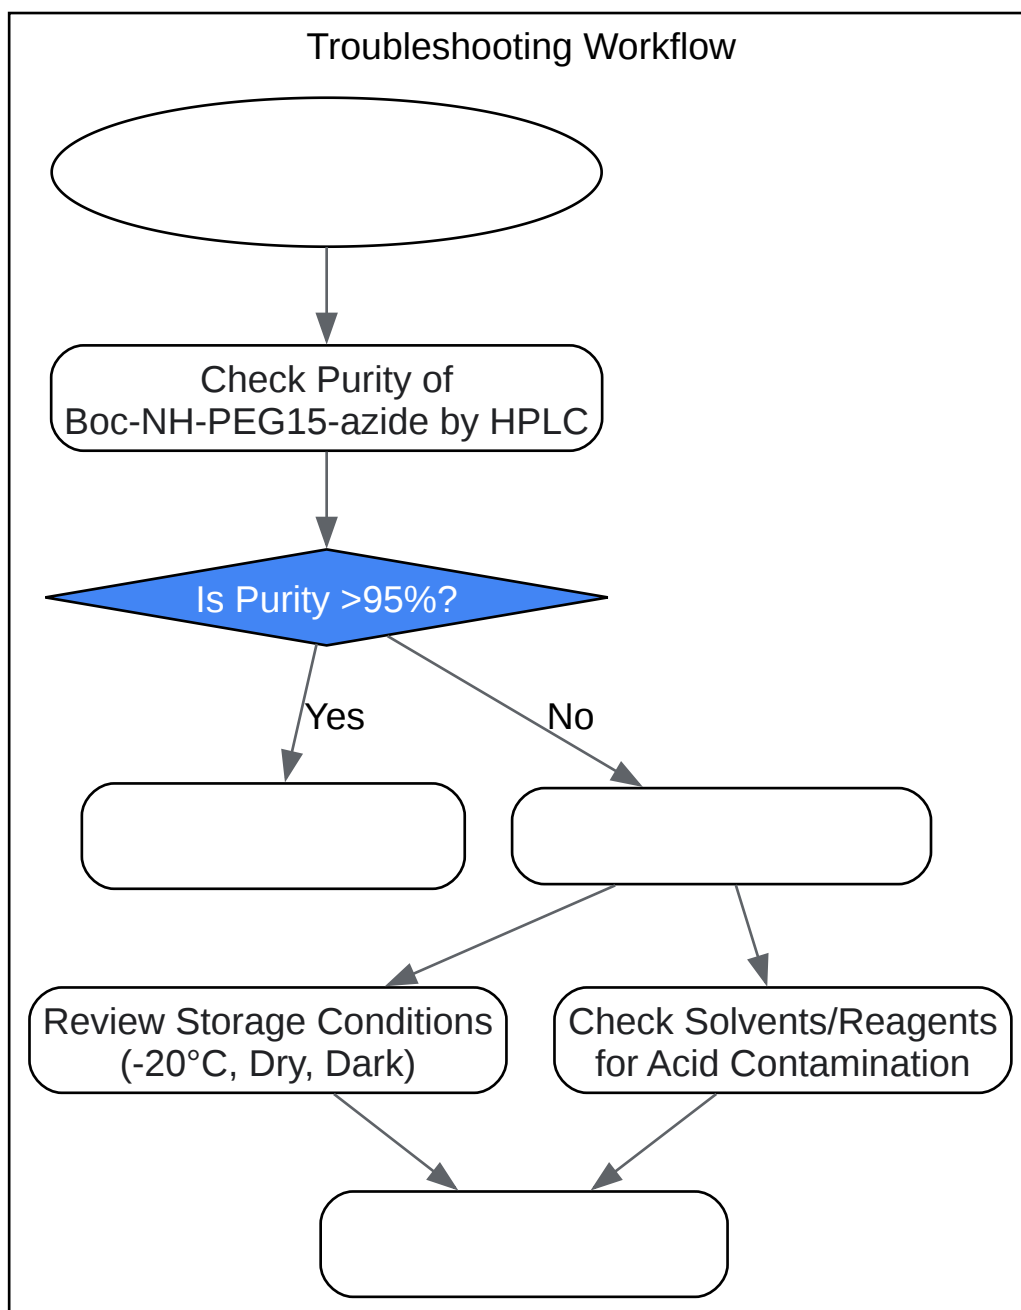 Troubleshooting Workflow
Check Purity of
Boc-NH-PEG15-azide by HPLC
Is Purity >95%?
Yes
No
Review Storage Conditions
(-20°C, Dry, Dark)
Check Solvents/Reagents
for Acid Contamination